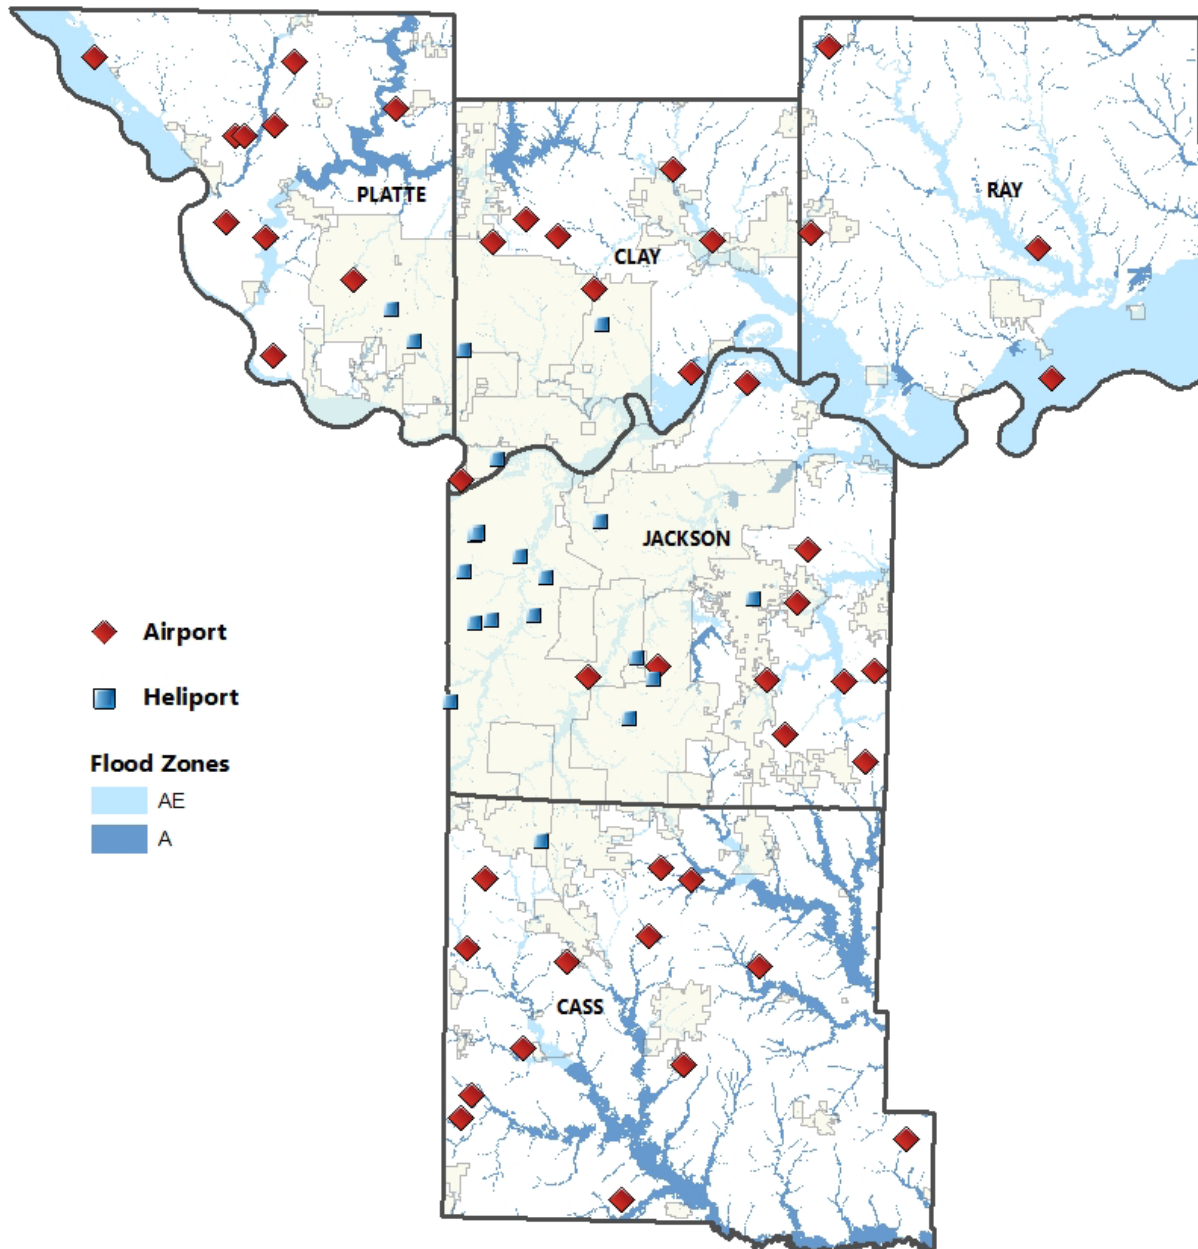 PLATTE
RAY
CLAY
JACKSON
Airport
Heliport
Flood Zones
AE
A
CASS